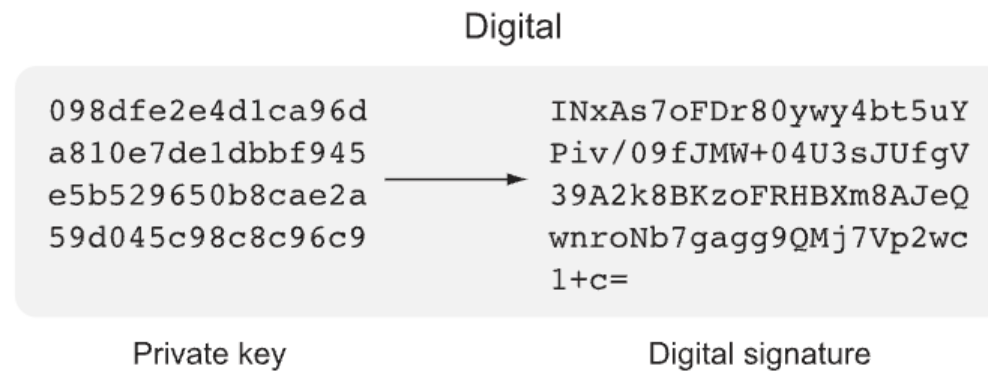 Digital
098dfe2e4d1ca96d
a810e7de1dbbf945
e5b529650b8cae2a
59d045c98c8c96c9
INxAs7oFDr80ywy4bt5uY
Piv/09fJMW+04U3sJUfgV
39A2k8BKzoFRHBXm8AJeQ
wnroNb7gagg9QMj7Vp2wc
1+c=
Private key
Digital signature